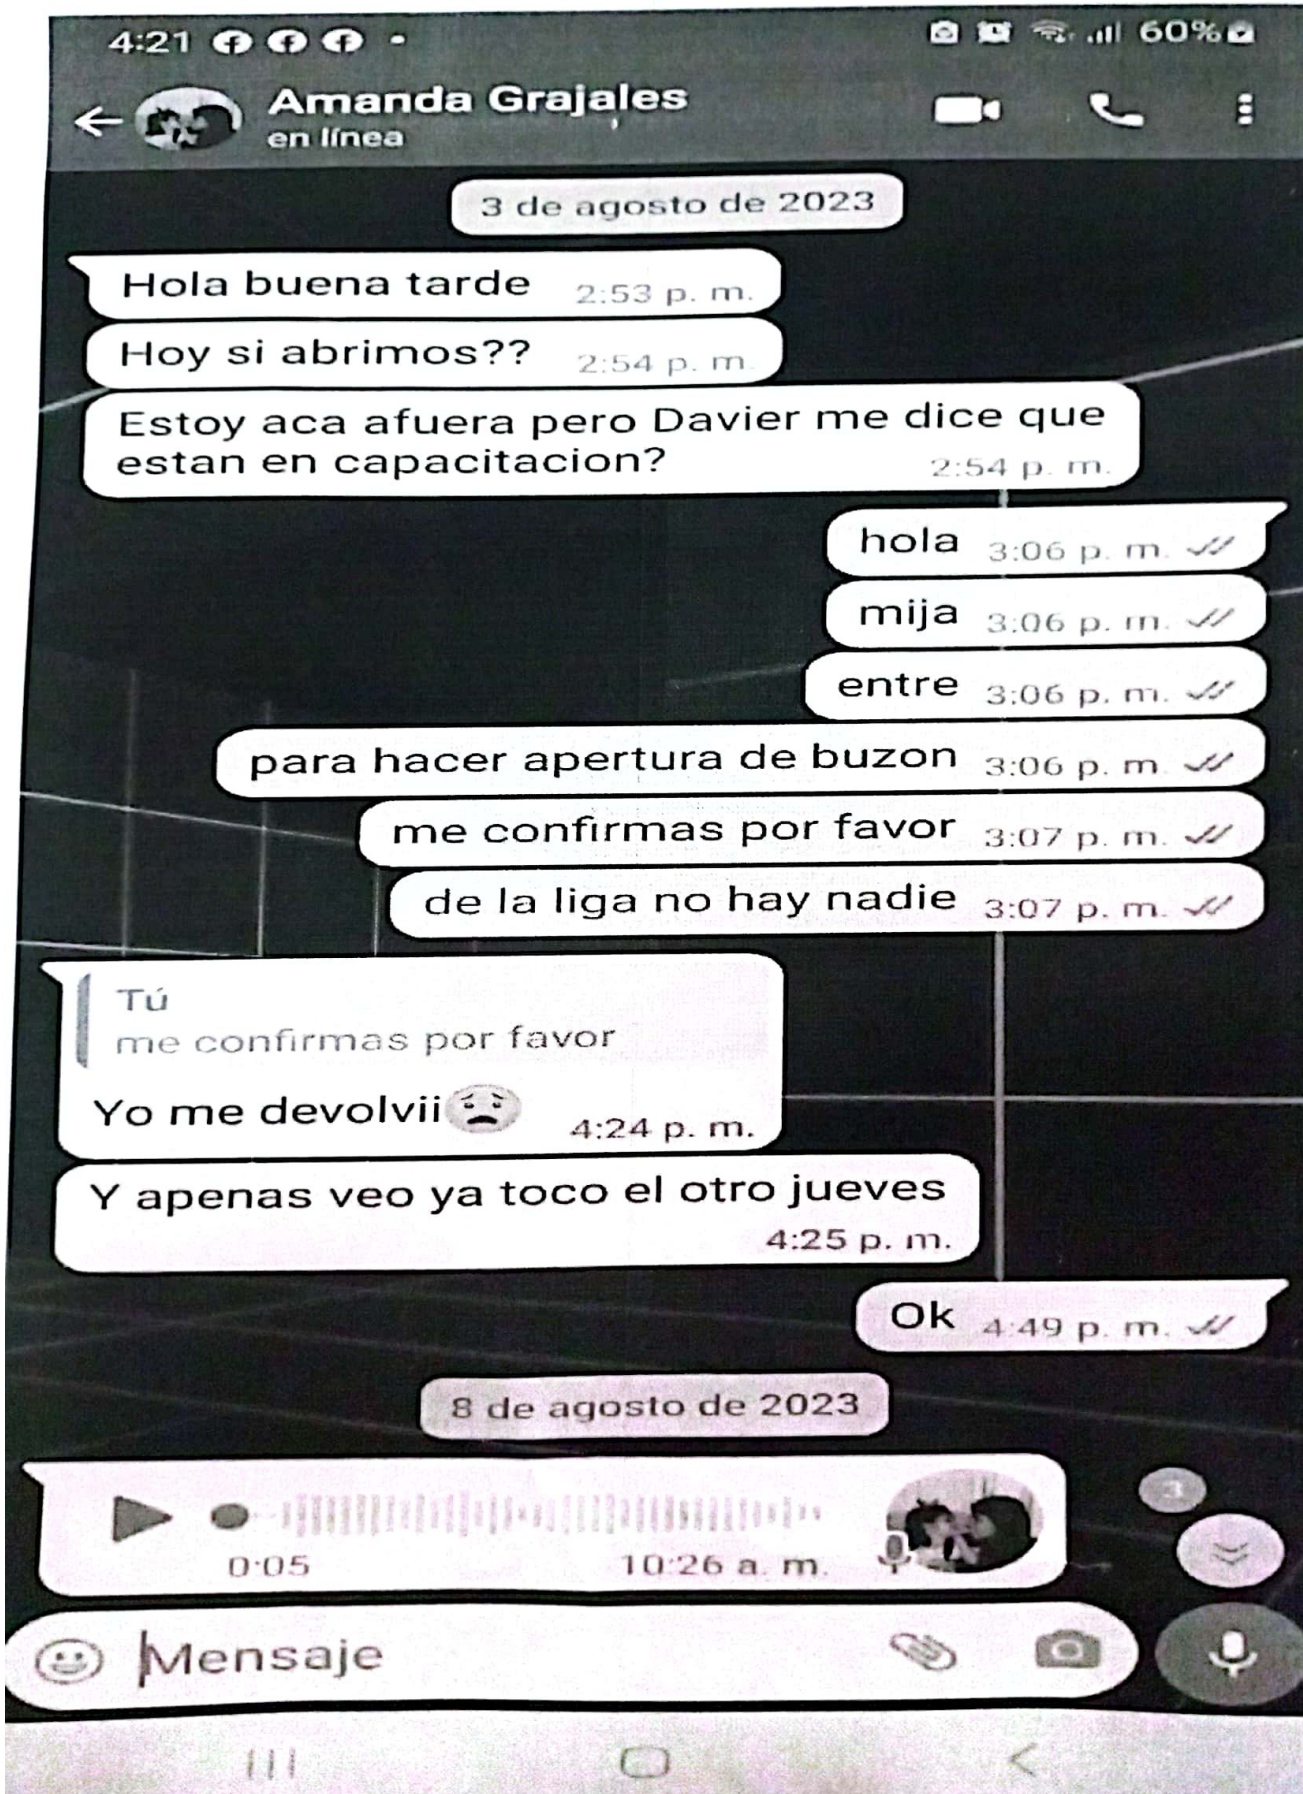 4:21
60%
Amanda Grajales
en línea
3 de agosto de 2023
Hola buena tarde 2:53 p. m.
Hoy si abrimos?? 2:54 p. m.
Estoy aca afuera pero Davier me dice que
estan en capacitacion? 2:54 p. m.
hola 3:06 p. m.
mija 3:06 p. m.
entre 3:06 p. m.
para hacer apertura de buzon 3:06 p. m.
me confirmas por favor 3:07 p. m.
de la liga no hay nadie 3:07 p. m.
Tú
me confirmas por favor
Yo me devolvii 4:24 p. m.
Y apenas veo ya toco el otro jueves
4:25 p. m.
Ok 4:49 p. m.
8 de agosto de 2023
3
0:05 10:26 a. m.
Mensaje